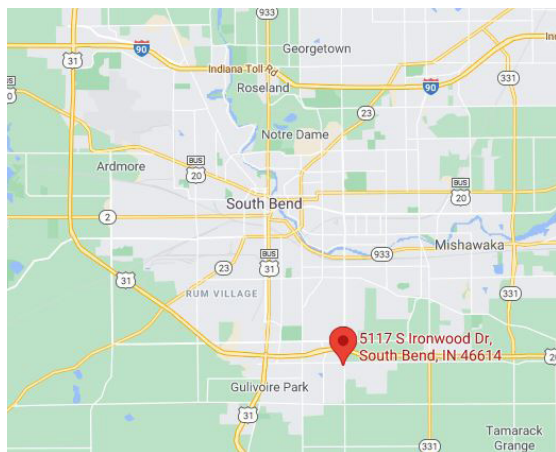 933
31
90
Georgetown
Indiana Toll Rd
Roseland
331
90
23
Notre Dame
Ardmore
BUS
20
South Bend
BUS
20
2
Mishawaka
933
BUS
31
23
31
RUM VILLAGE
331
5117 S Ironwood Dr,
South Bend, IN 46614
20
Gulivoire Park
31
Tamarack
Grange
331